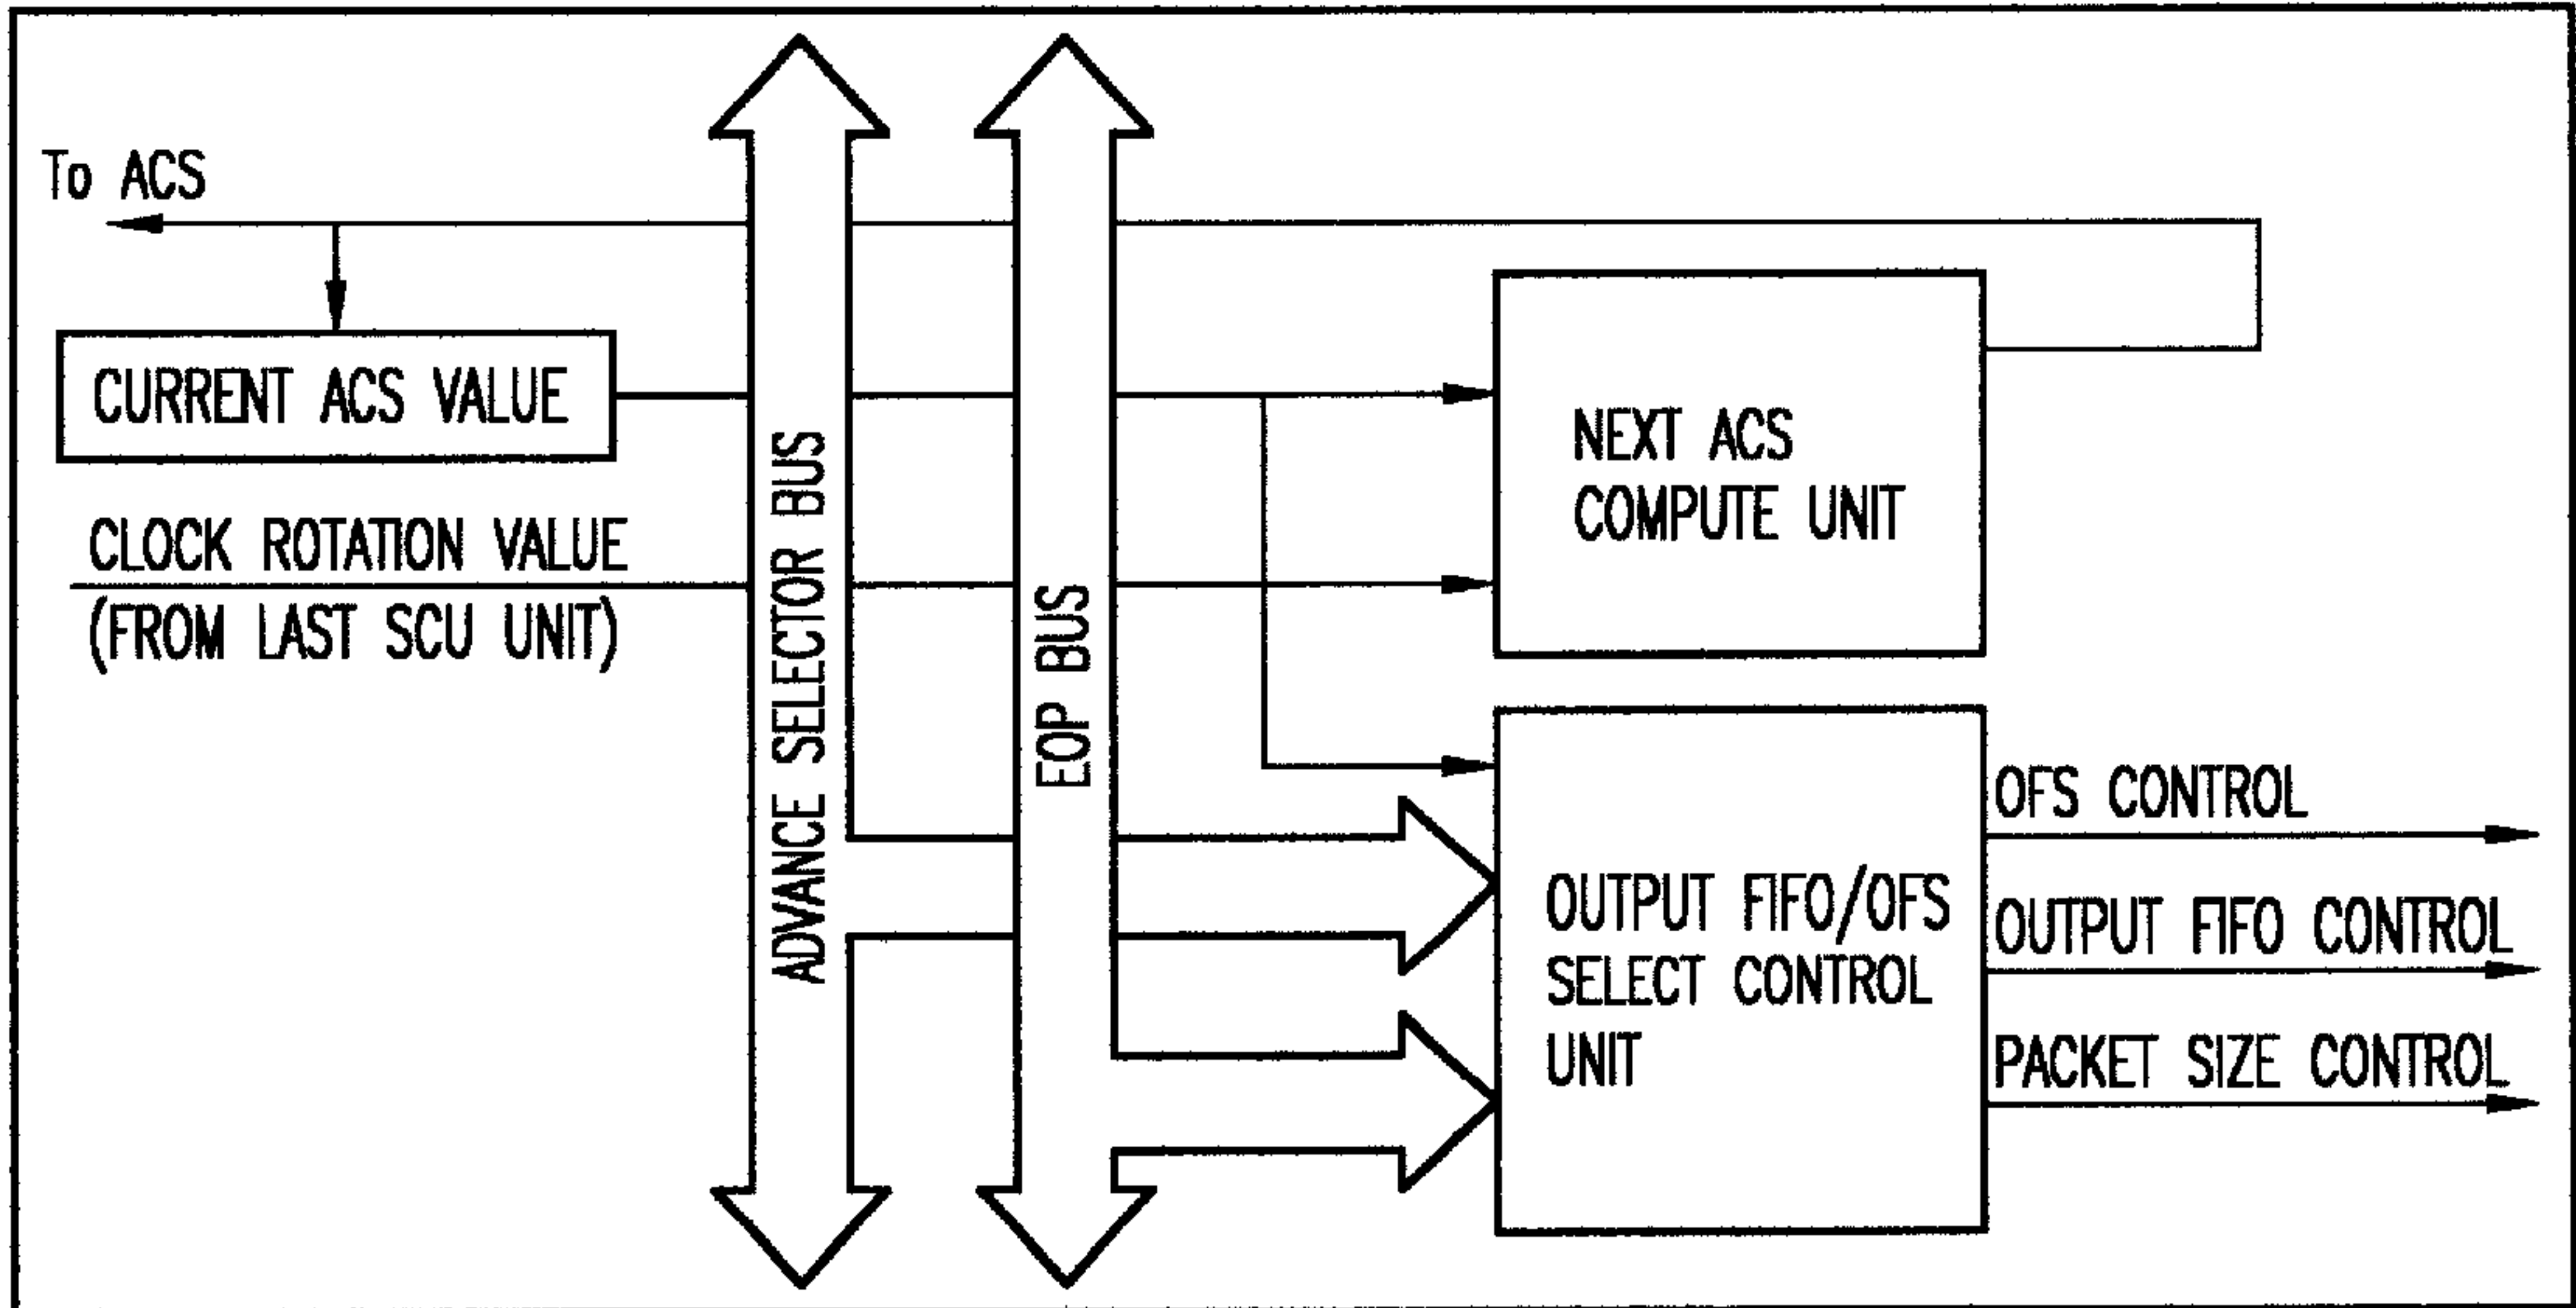 To ACS
CURRENT ACS VALUE
CLOCK ROTATION VALUE
(FROM LAST SCU UNIT)
ADVANCE SELECTOR BUS
EOP BUS
NEXT ACS
COMPUTE UNIT
OUTPUT FIFO/OFS
SELECT CONTROL
UNIT
OFS CONTROL
OUTPUT FIFO CONTROL
PACKET SIZE CONTROL